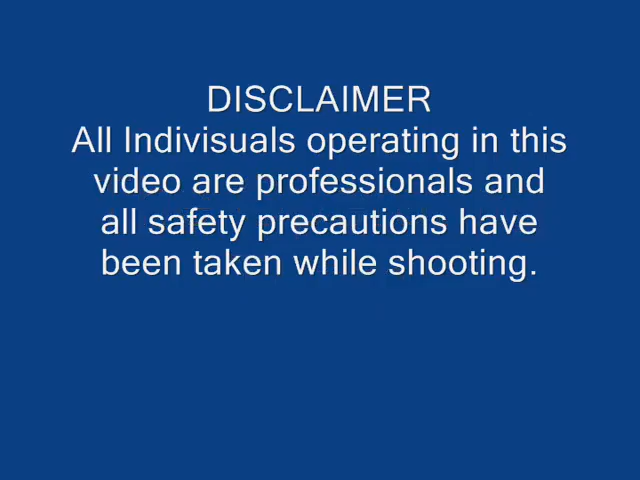 DISCLAIMER
All Indivisuals operating in this
video are professionals and
all safety precautions have
been taken while shooting.